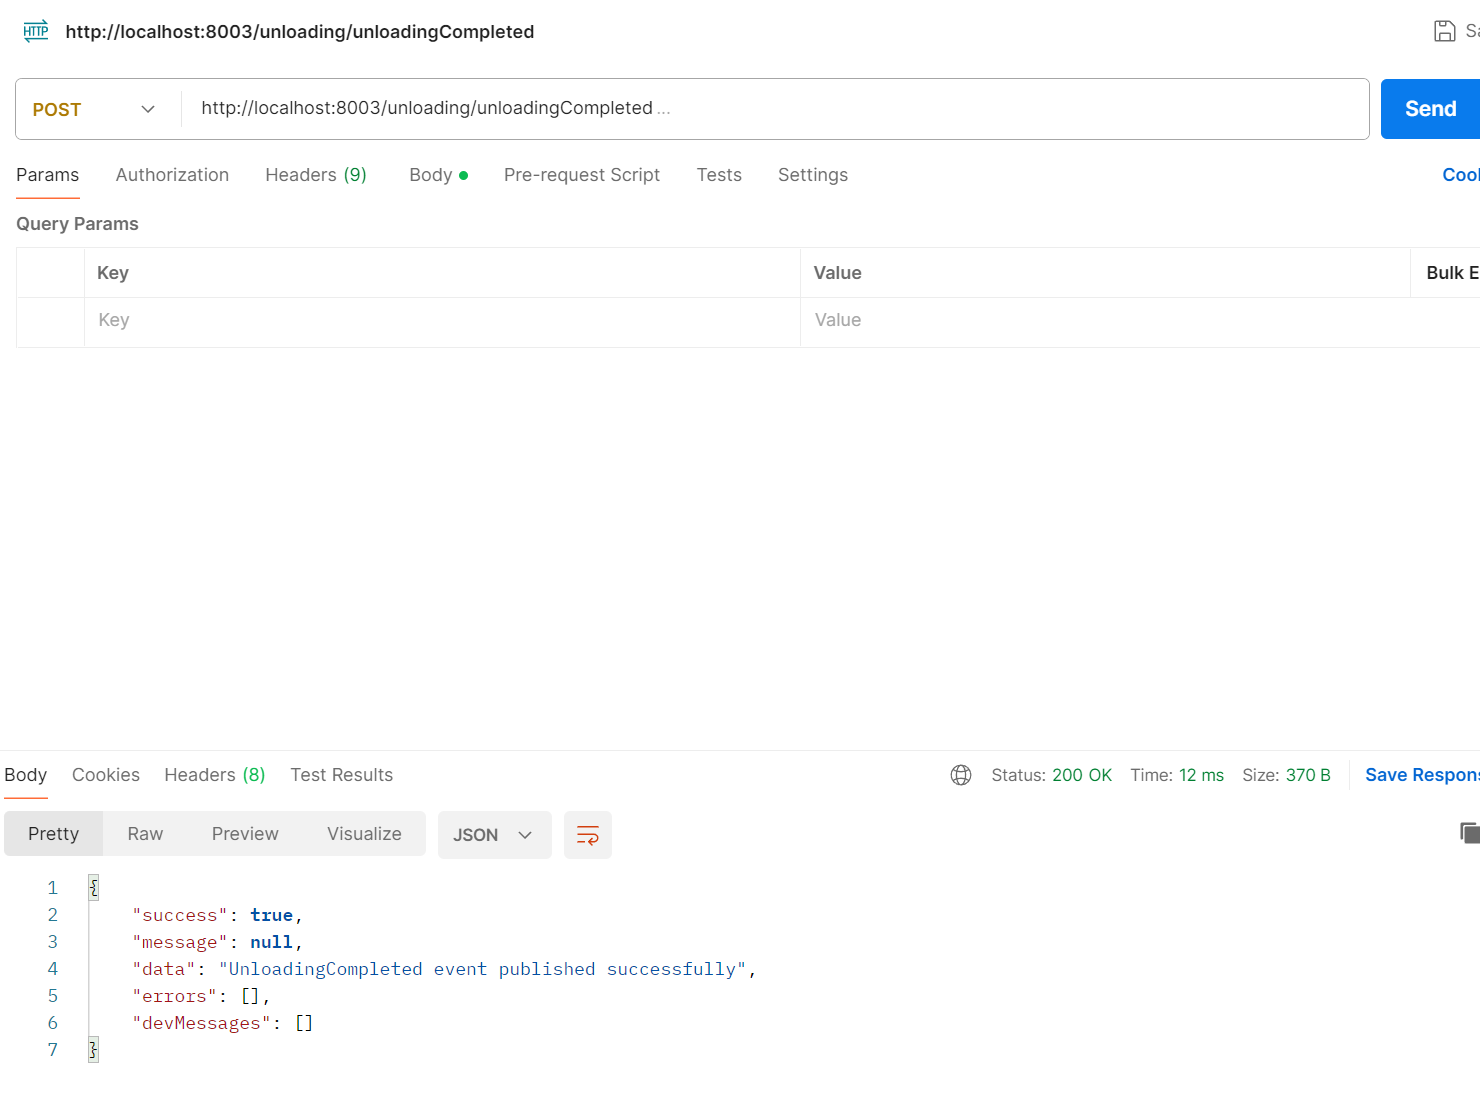 HTTP http://localhost:8003/unloading/unloadingCompleted
POST http://localhost:8003/unloading/unloadingCompleted ... Send
Params Authorization Headers (9) Body Pre-request Script Tests Settings
Query Params
Key Value Bulk E
Key Value
Body Cookies Headers (8) Test Results Status: 200 OK Time: 12 ms Size: 370 B Save Respons
Pretty Raw Preview Visualize JSON
1 {
2 "success": true,
3 "message": null,
4 "data": "UnloadingCompleted event published successfully",
5 "errors": [],
6 "devMessages": []
7 }